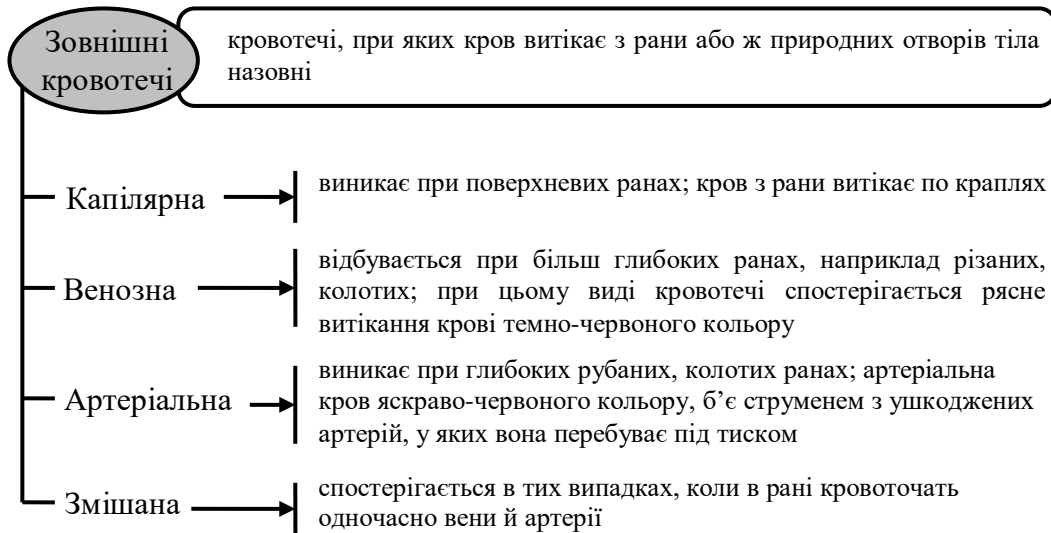 Зовнішні
кровотечі
кровотечі, при яких кров витікає з рани або ж природних отворів тіла
назовні
Капілярна
виникає при поверхневих ранах; кров з рани витікає по краплях
Венозна
відбувається при більш глибоких ранах, наприклад різаних,
колотих; при цьому виді кровотечі спостерігається рясне
витікання крові темно-червоного кольору
Артеріальна
виникає при глибоких рубаних, колотих ранах; артеріальна
кров яскраво-червоного кольору, б’є струменем з ушкоджених
артерій, у яких вона перебуває під тиском
Змішана
спостерігається в тих випадках, коли в рані кровоточать
одночасно вени й артерії